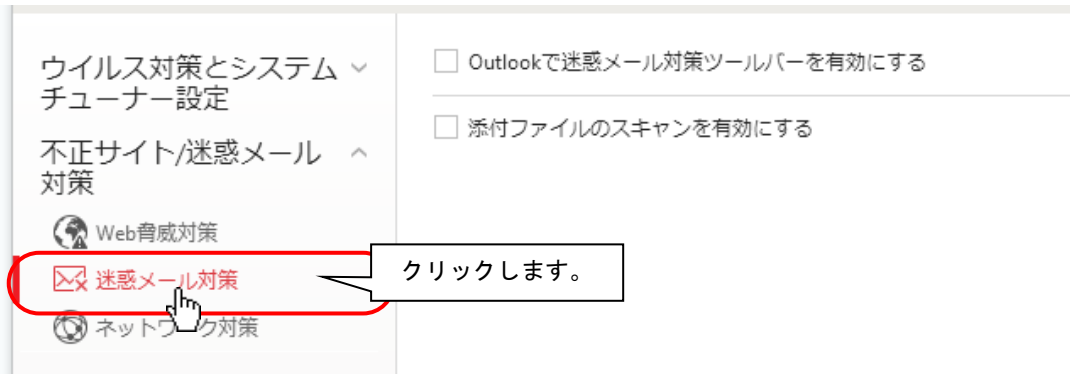 ウイルス対策とシステム
チューナー設定
不正サイト/迷惑メール
対策
Web脅威対策
迷惑メール対策
ネットワーク対策
クリックします。
Outlookで迷惑メール対策ツールバーを有効にする
添付ファイルのスキャンを有効にする